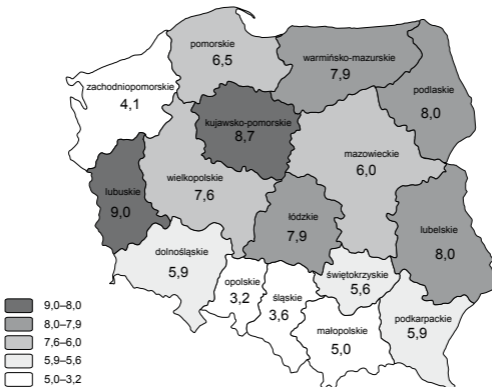 pomorskie
6,5
warmińsko-mazurskie
7,9
podlaskie
8,0
zachodniopomorskie
4,1
kujawsko-pomorskie
8,7
mazowieckie
6,0
wielkopolskie
7,6
lubuskie
9,0
łódzkie
7,9
lubelskie
8,0
dolnośląskie
5,9
opolskie
3,2
śląskie
3,6
świętokrzyskie
5,6
małopolskie
5,0
podkarpackie
5,9
9,0–8,0
8,0–7,9
7,6–6,0
5,9–5,6
5,0–3,2